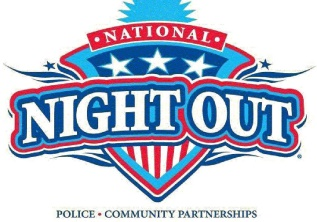 • NATIONAL •
NIGHT OUT
®
POLICE • COMMUNITY PARTNERSHIPS